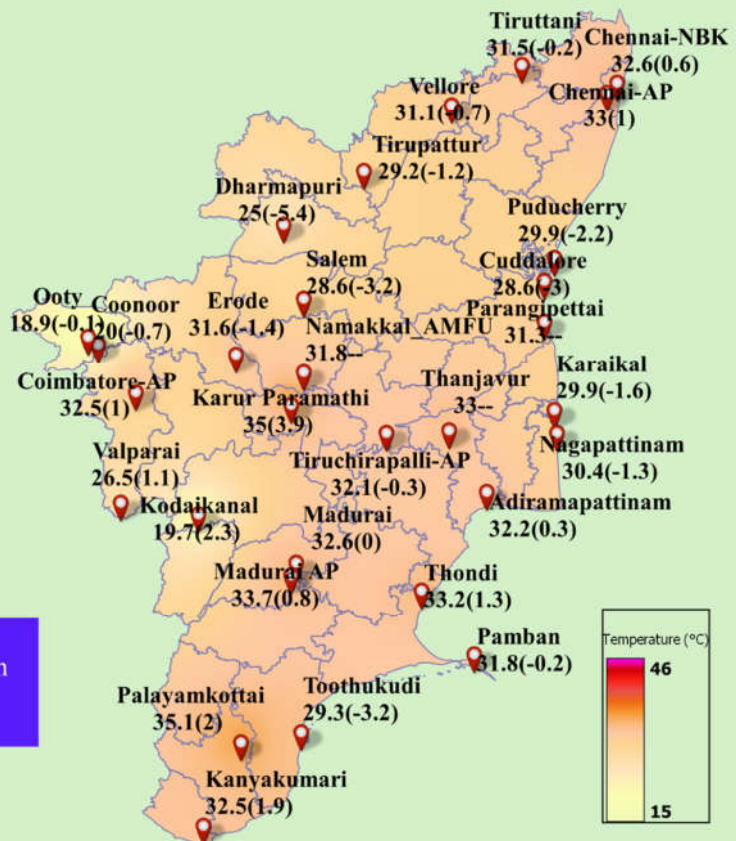 Tiruttani
31.5(-0.2)
Chennai-NBK
32.6(0.6)
Chennai-AP
33(1)
Vellore
31.1(-0.7)
Tirupattur
29.2(-1.2)
Dharmapuri
25(-5.4)
Puducherry
29.9(-2.2)
Cuddalore
28.6(-3)
Salem
28.6(-3.2)
Parangipettai
31.3--
Ooty
18.9(-0.1)
Coonoor
20(-0.7)
Erode
31.6(-1.4)
Namakkal_AMFU
31.8--
Karaikal
29.9(-1.6)
Coimbatore-AP
32.5(1)
Karur Paramathi
35(3.9)
Thanjavur
33--
Nagapattinam
30.4(-1.3)
Valparai
26.5(1.1)
Tiruchirapalli-AP
32.1(-0.3)
Kodaikanal
19.7(2.3)
Adiramapattinam
32.2(0.3)
Madurai
32.6(0)
Madurai AP
33.7(0.8)
Thondi
33.2(1.3)
Pamban
31.8(-0.2)
Temperature (°C)
46
15
Palayamkottai
35.1(2)
Toothukudi
29.3(-3.2)
Kanyakumari
32.5(1.9)